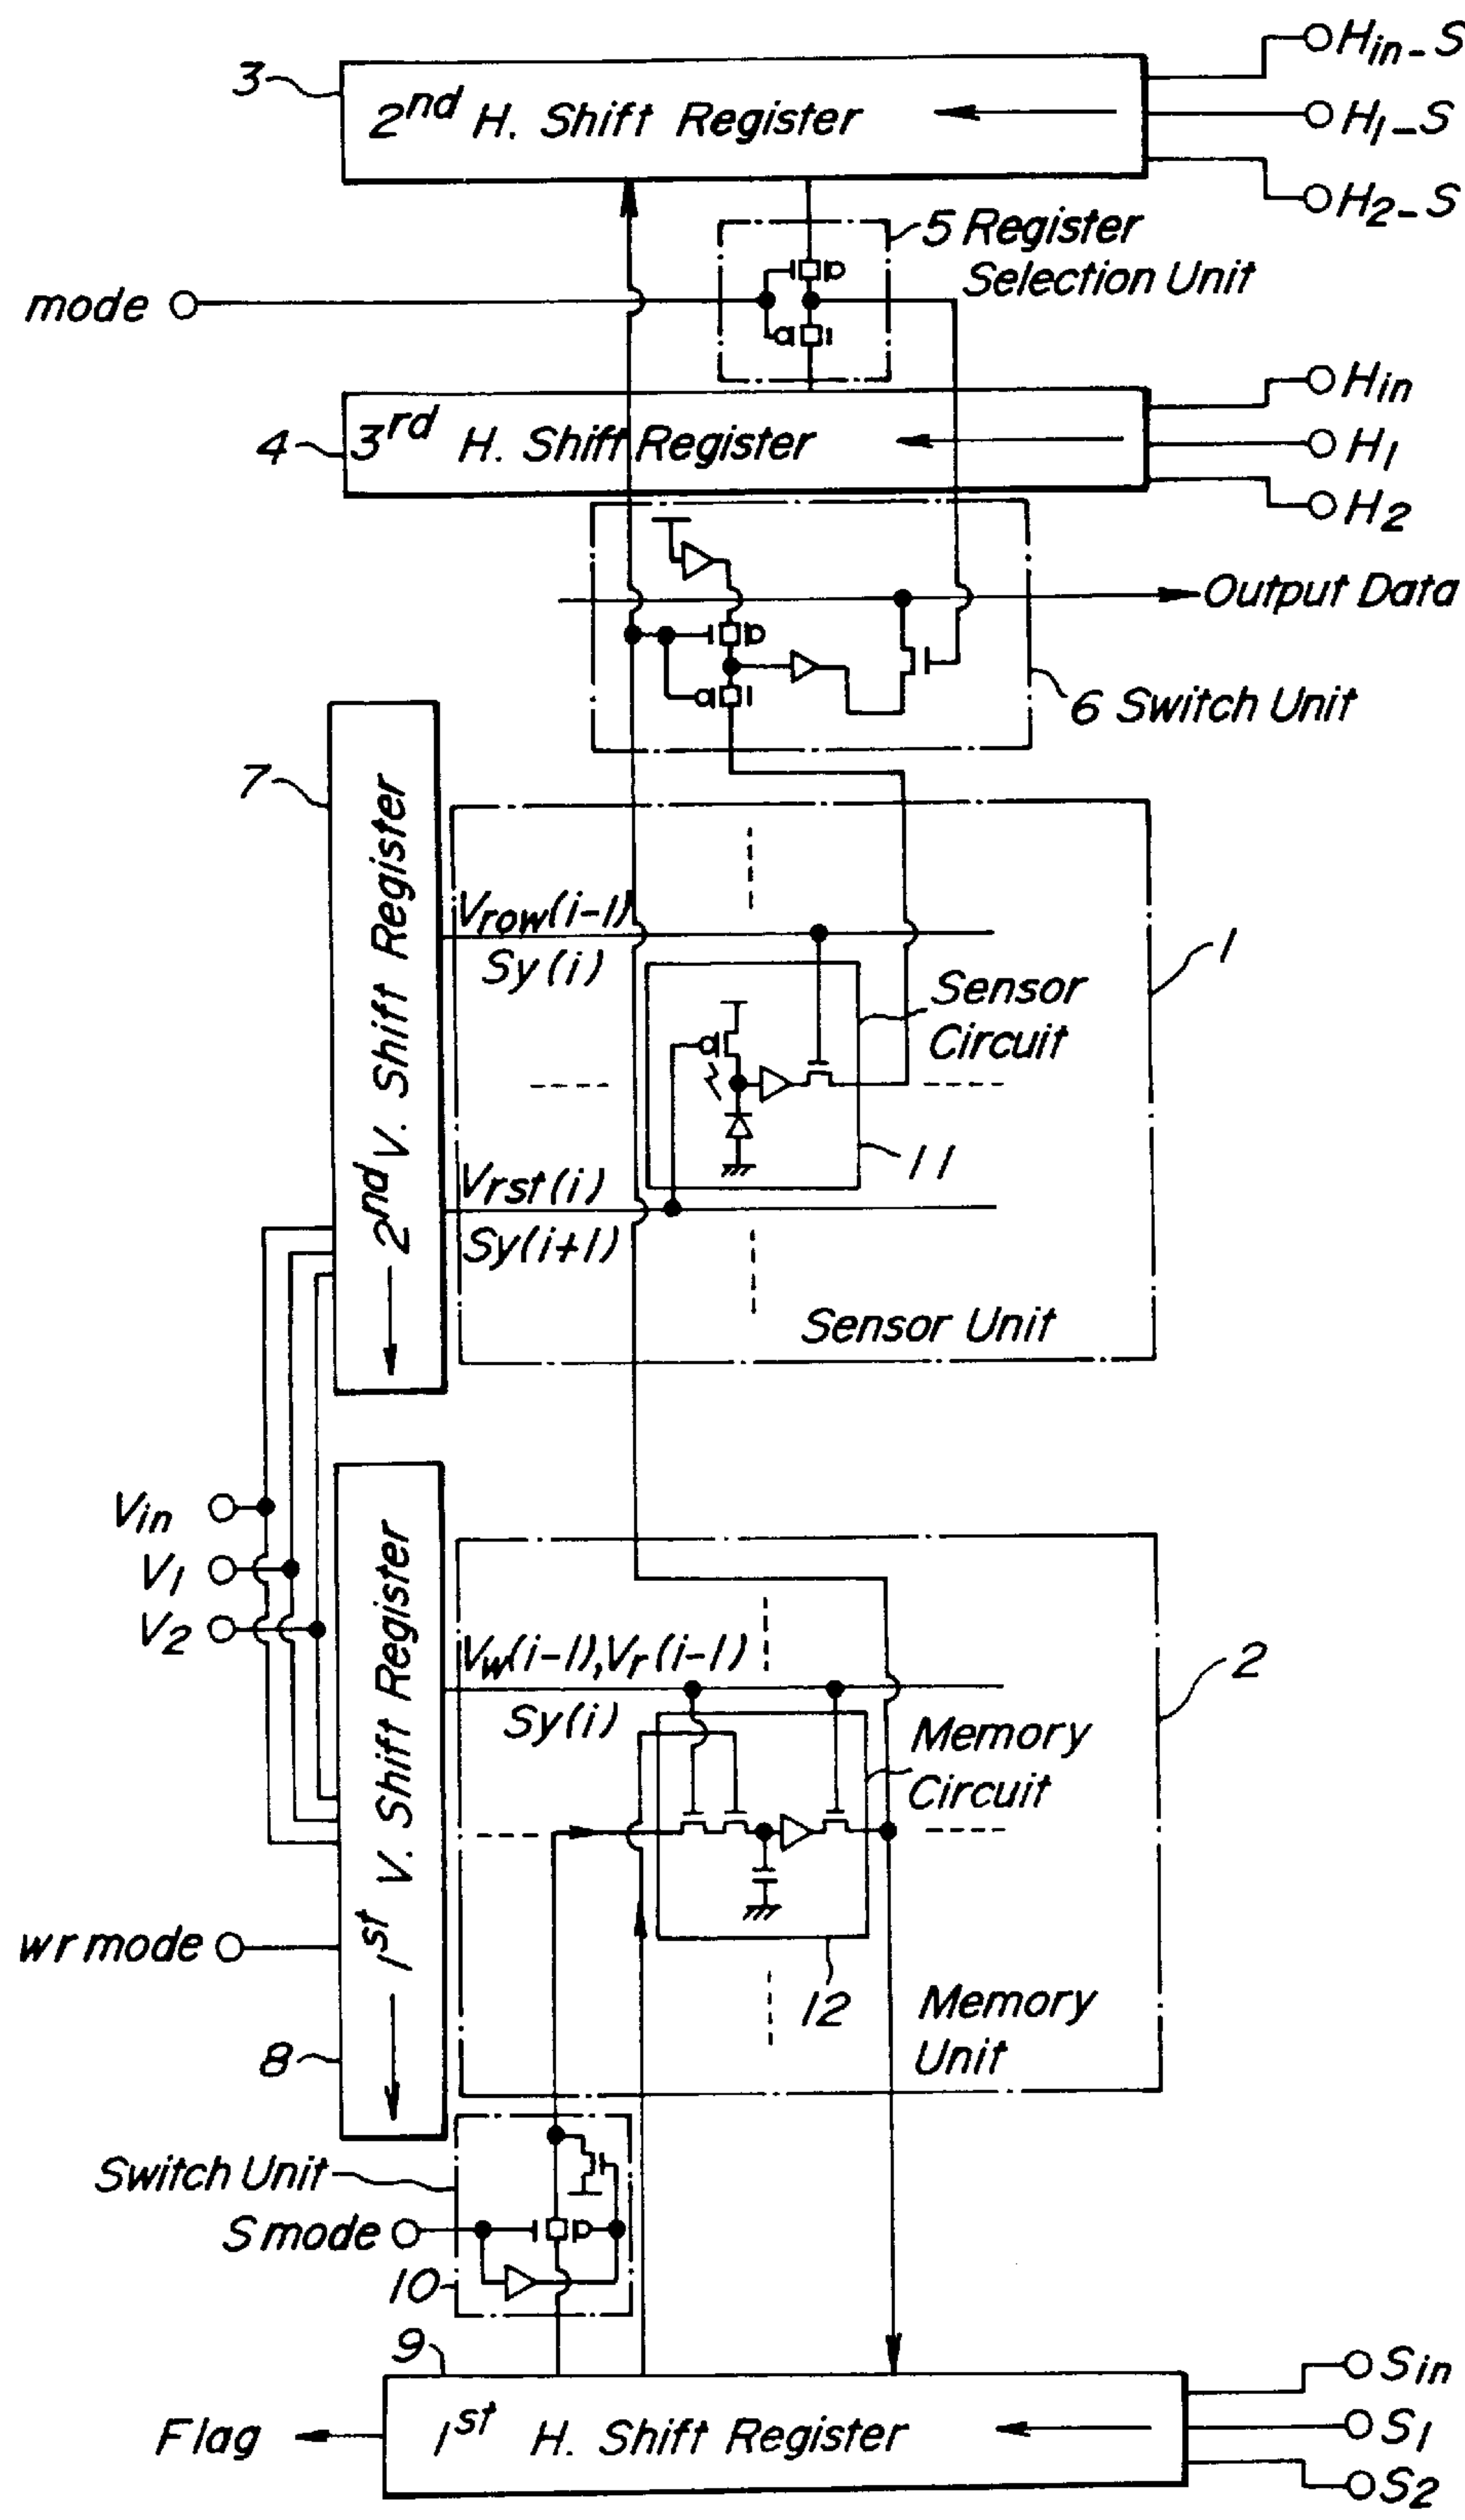 3
2nd H. Shift Register
Hin-S
H1-S
H2-S
5 Register
Selection Unit
mode
4
3rd H. Shift Register
Hin
H1
H2
Output Data
6 Switch Unit
7
2nd V. Shift Register
Vrow(i-1)
Sy(i)
Sensor
Circuit
1
11
Vrst(i)
Sy(i+1)
Sensor Unit
Vin
V1
V2
1st V. Shift Register
Vw(i-1), Vr(i-1)
Sy(i)
2
Memory
Circuit
wr mode
12
Memory
Unit
8
Switch Unit
S mode
10
9
1st H. Shift Register
Flag
Sin
S1
S2